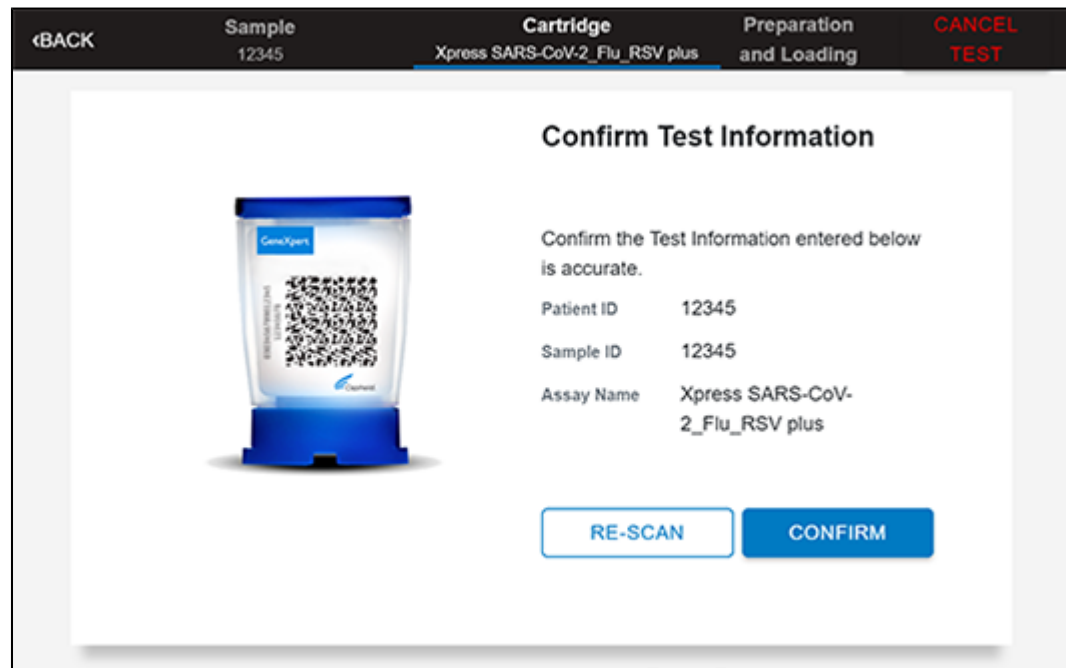 ‹BACK
Sample
12345
Cartridge
Xpress SARS-CoV-2_Flu_RSV plus
Preparation
and Loading
CANCEL
TEST
GeneXpert
Cepheid
Confirm Test Information
Confirm the Test Information entered below
is accurate.
Patient ID 12345
Sample ID 12345
Assay Name Xpress SARS-CoV-
2_Flu_RSV plus
RE-SCAN
CONFIRM